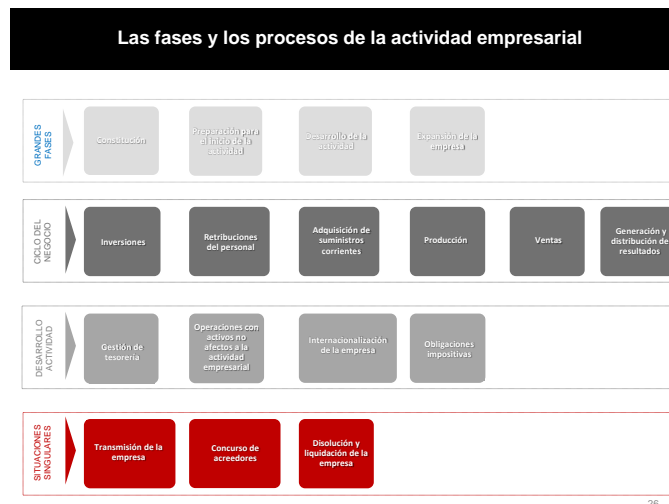 Las fases y los procesos de la actividad empresarial
GRANDES
FASES
Constitución
Preparación para
el inicio de la
actividad
Desarrollo de la
actividad
Expansión de la
empresa
CICLO DEL
NEGOCIO
Inversiones
Retribuciones
del personal
Adquisición de
suministros
corrientes
Producción
Ventas
Generación y
distribución de
resultados
DESARROLLO
ACTIVIDAD
Gestión de
tesorería
Operaciones con
activos no
afectos a la
actividad
empresarial
Internacionalización
de la empresa
Obligaciones
impositivas
SITUACIONES
SINGULARES
Transmisión de la
empresa
Concurso de
acreedores
Disolución y
liquidación de la
empresa